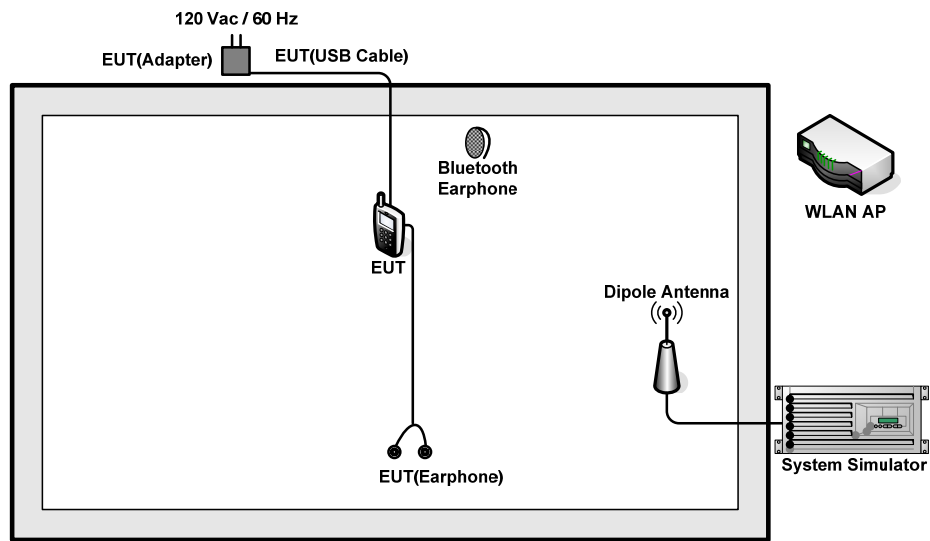 120 Vac / 60 Hz
EUT(Adapter)
EUT(USB Cable)
Bluetooth
Earphone
WLAN AP
EUT
Dipole Antenna
EUT(Earphone)
System Simulator